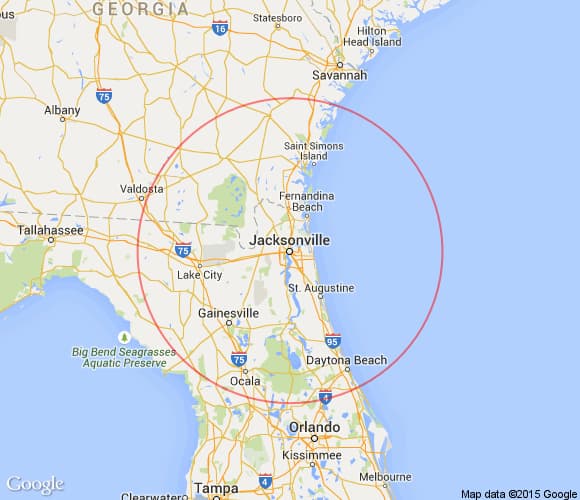 GEORGIA
Statesboro
16
Hilton
Head Island
Savannah
75
Albany
Saint Simons
Island
Valdosta
Fernandina
Beach
Tallahassee
Jacksonville
75
Lake City
St. Augustine
Gainesville
95
Big Bend Seagrasses
Aquatic Preserve
75
Daytona Beach
Ocala
4
Orlando
Kissimmee
4
Melbourne
Tampa
Clearwater
Google
Map data ©2015 Google